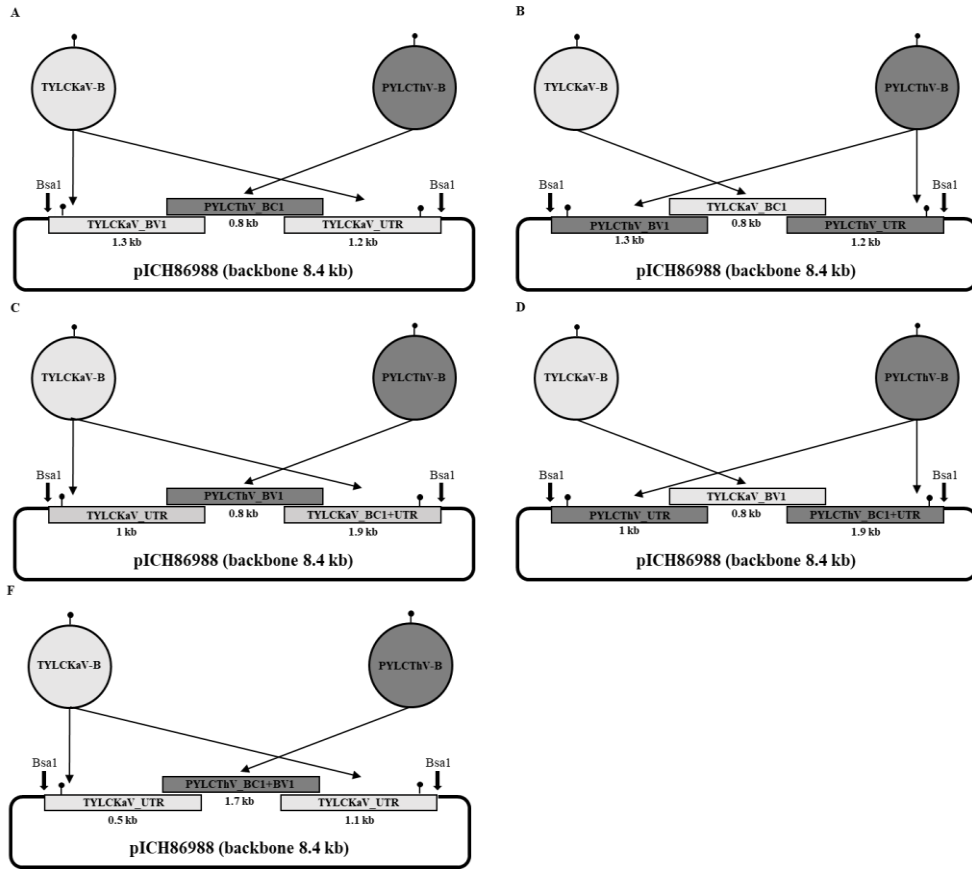 A
TYLCKaV-B
PYLCThV-B
Bsa1
Bsa1
PYLCThV_BC1
TYLCKaV_BV1
0.8 kb
TYLCKaV_UTR
1.3 kb
1.2 kb
pICH86988 (backbone 8.4 kb)
B
TYLCKaV-B
PYLCThV-B
Bsa1
Bsa1
TYLCKaV_BC1
PYLCThV_BV1
0.8 kb
PYLCThV_UTR
1.3 kb
1.2 kb
pICH86988 (backbone 8.4 kb)
C
TYLCKaV-B
PYLCThV-B
Bsa1
Bsa1
PYLCThV_BV1
TYLCKaV_UTR
0.8 kb
TYLCKaV_BC1+UTR
1 kb
1.9 kb
pICH86988 (backbone 8.4 kb)
D
TYLCKaV-B
PYLCThV-B
Bsa1
Bsa1
TYLCKaV_BV1
PYLCThV_UTR
0.8 kb
PYLCThV_BC1+UTR
1 kb
1.9 kb
pICH86988 (backbone 8.4 kb)
F
TYLCKaV-B
PYLCThV-B
Bsa1
Bsa1
PYLCThV_BC1+BV1
TYLCKaV_UTR
1.7 kb
TYLCKaV_UTR
0.5 kb
1.1 kb
pICH86988 (backbone 8.4 kb)